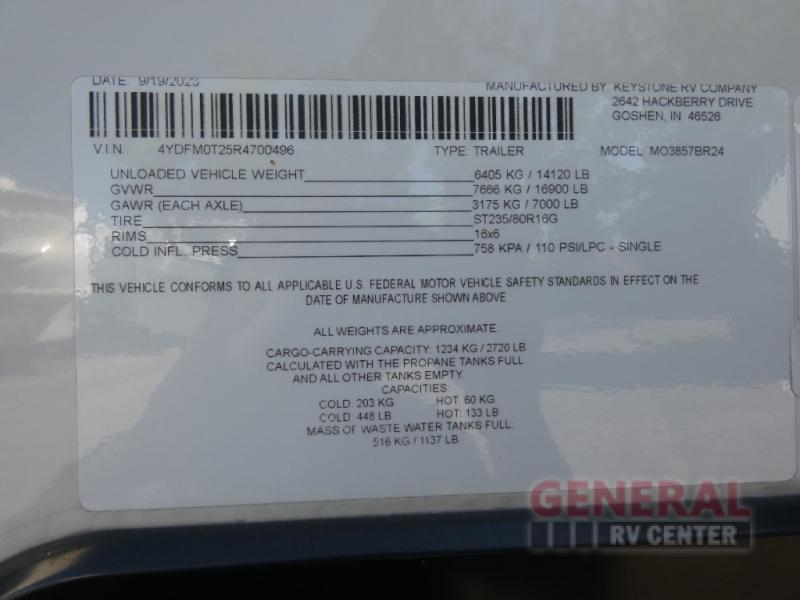 DATE: 9/19/2023 MANUFACTURED BY KEYSTONE RV COMPANY
2642 HACKBERRY DRIVE
GOSHEN, IN 46526
V.I.N. 4YDFM0T25R4700496 TYPE: TRAILER MODEL: MO3857BR24
UNLOADED VEHICLE WEIGHT 6405 KG / 14120 LB
GVWR 7666 KG / 16900 LB
GAWR (EACH AXLE) 3175 KG / 7000 LB
TIRE ST235/80R16G
RIMS 16x6
COLD INFL. PRESS 758 KPA / 110 PSI/LPC - SINGLE
THIS VEHICLE CONFORMS TO ALL APPLICABLE U.S. FEDERAL MOTOR VEHICLE SAFETY STANDARDS IN EFFECT ON THE
DATE OF MANUFACTURE SHOWN ABOVE
ALL WEIGHTS ARE APPROXIMATE.
CARGO-CARRYING CAPACITY: 1234 KG / 2720 LB
CALCULATED WITH THE PROPANE TANKS FULL
AND ALL OTHER TANKS EMPTY.
CAPACITIES:
COLD: 203 KG HOT: 60 KG
COLD: 448 LB HOT: 133 LB
MASS OF WASTE WATER TANKS FULL:
516 KG / 1137 LB
GENERAL
RV CENTER